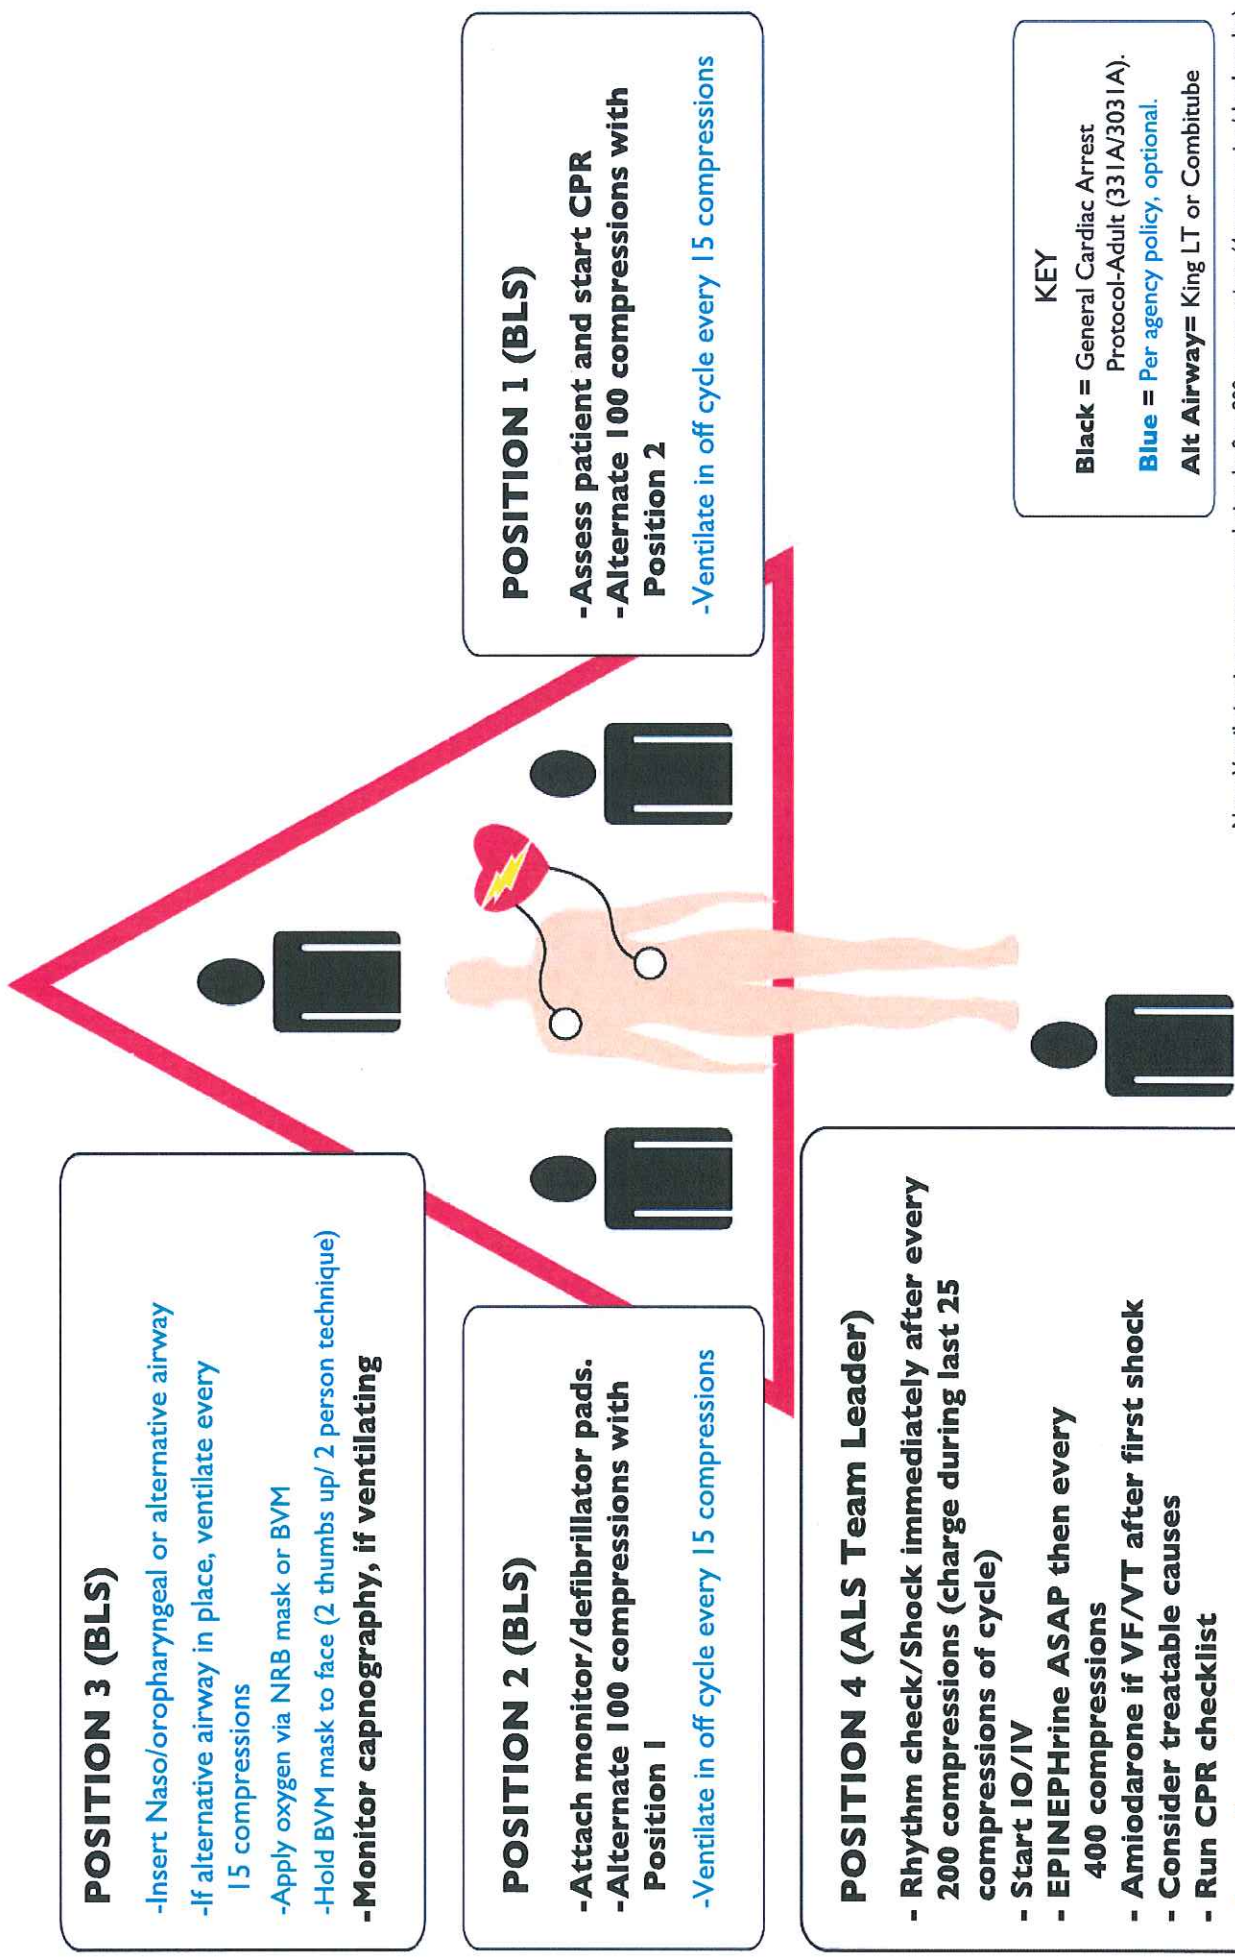 POSITION 3 (BLS)
-Insert Naso/oropharyngeal or alternative airway
-If alternative airway in place, ventilate every
15 compressions
-Apply oxygen via NRB mask or BVM
-Hold BVM mask to face (2 thumbs up/ 2 person technique)
-Monitor capnography, if ventilating
POSITION 2 (BLS)
-Attach monitor/defibrillator pads.
-Alternate 100 compressions with
Position 1
-Ventilate in off cycle every 15 compressions
POSITION 1 (BLS)
-Assess patient and start CPR
-Alternate 100 compressions with
Position 2
-Ventilate in off cycle every 15 compressions
POSITION 4 (ALS Team Leader)
- Rhythm check/Shock immediately after every
200 compressions (charge during last 25
compressions of cycle)
- Start IO/IV
- EPINEPHrine ASAP then every
400 compressions
- Amiodarone if VF/VT after first shock
- Consider treatable causes
- Run CPR checklist
KEY
Black = General Cardiac Arrest
Protocol-Adult (331A/3031A).
Blue = Per agency policy, optional.
Alt Airway= King LT or Combitube